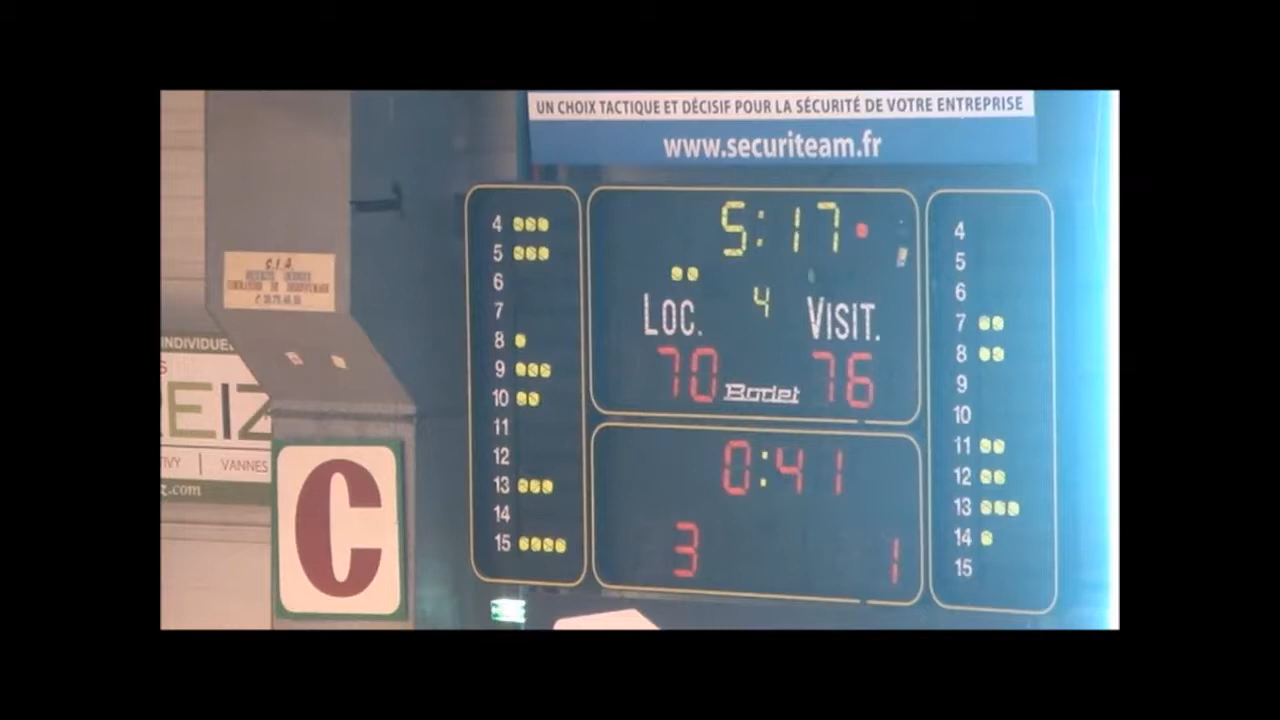 UN CHOIX TACTIQUE ET DÉCISIF POUR LA SÉCURITÉ DE VOTRE ENTREPRISE
www.securiteam.fr
4
5
6
7
8
9
10
11
12
13
14
15
5:17
4
LOC.
VISIT.
70
Bodet
76
0:41
3
1
4
5
6
7
8
9
10
11
12
13
14
15
INDIVIDUEL
S
EIZ
VANNES
.com
C